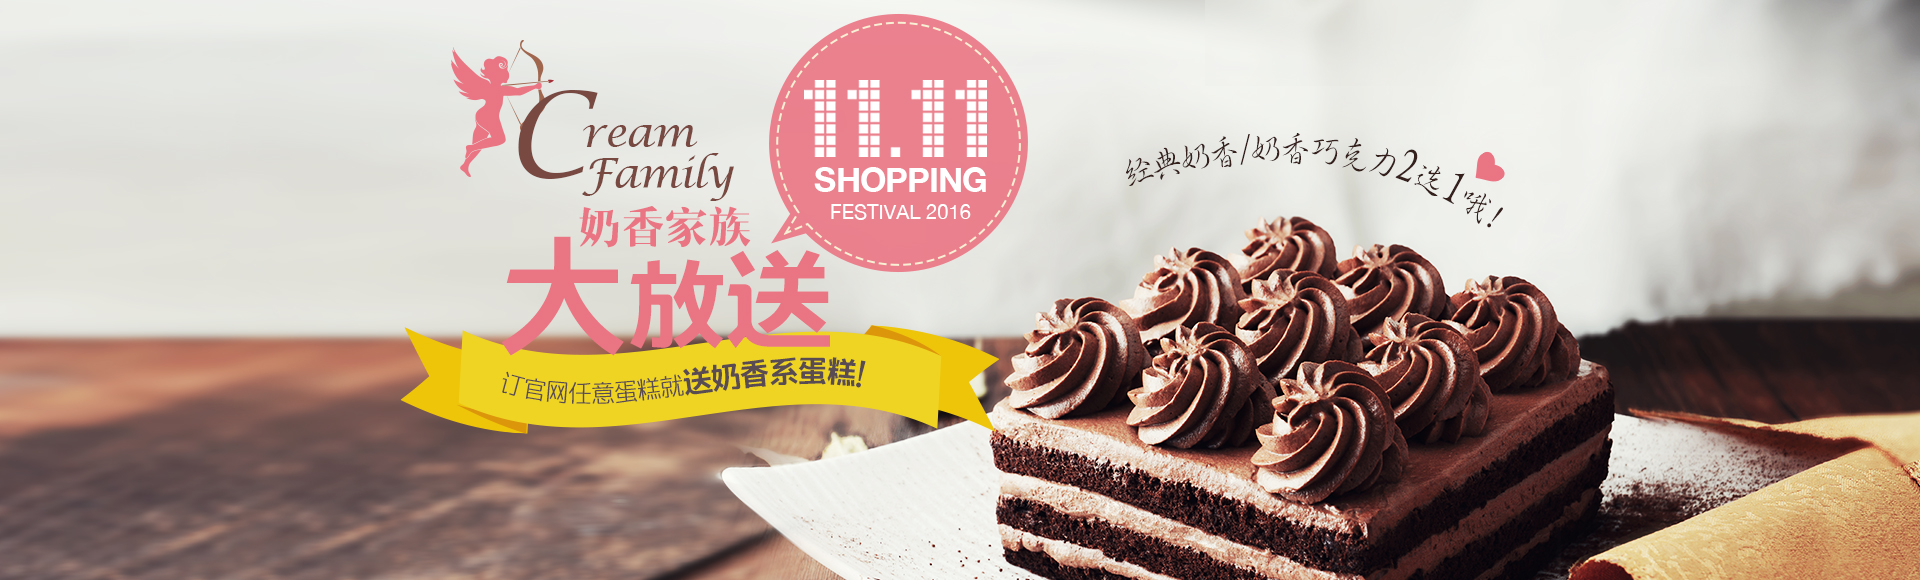 Cream
Family
奶香家族
大放送
订官网任意蛋糕就送奶香系蛋糕!
11.11
SHOPPING
FESTIVAL 2016
经典奶香/奶香巧克力2选1哦!